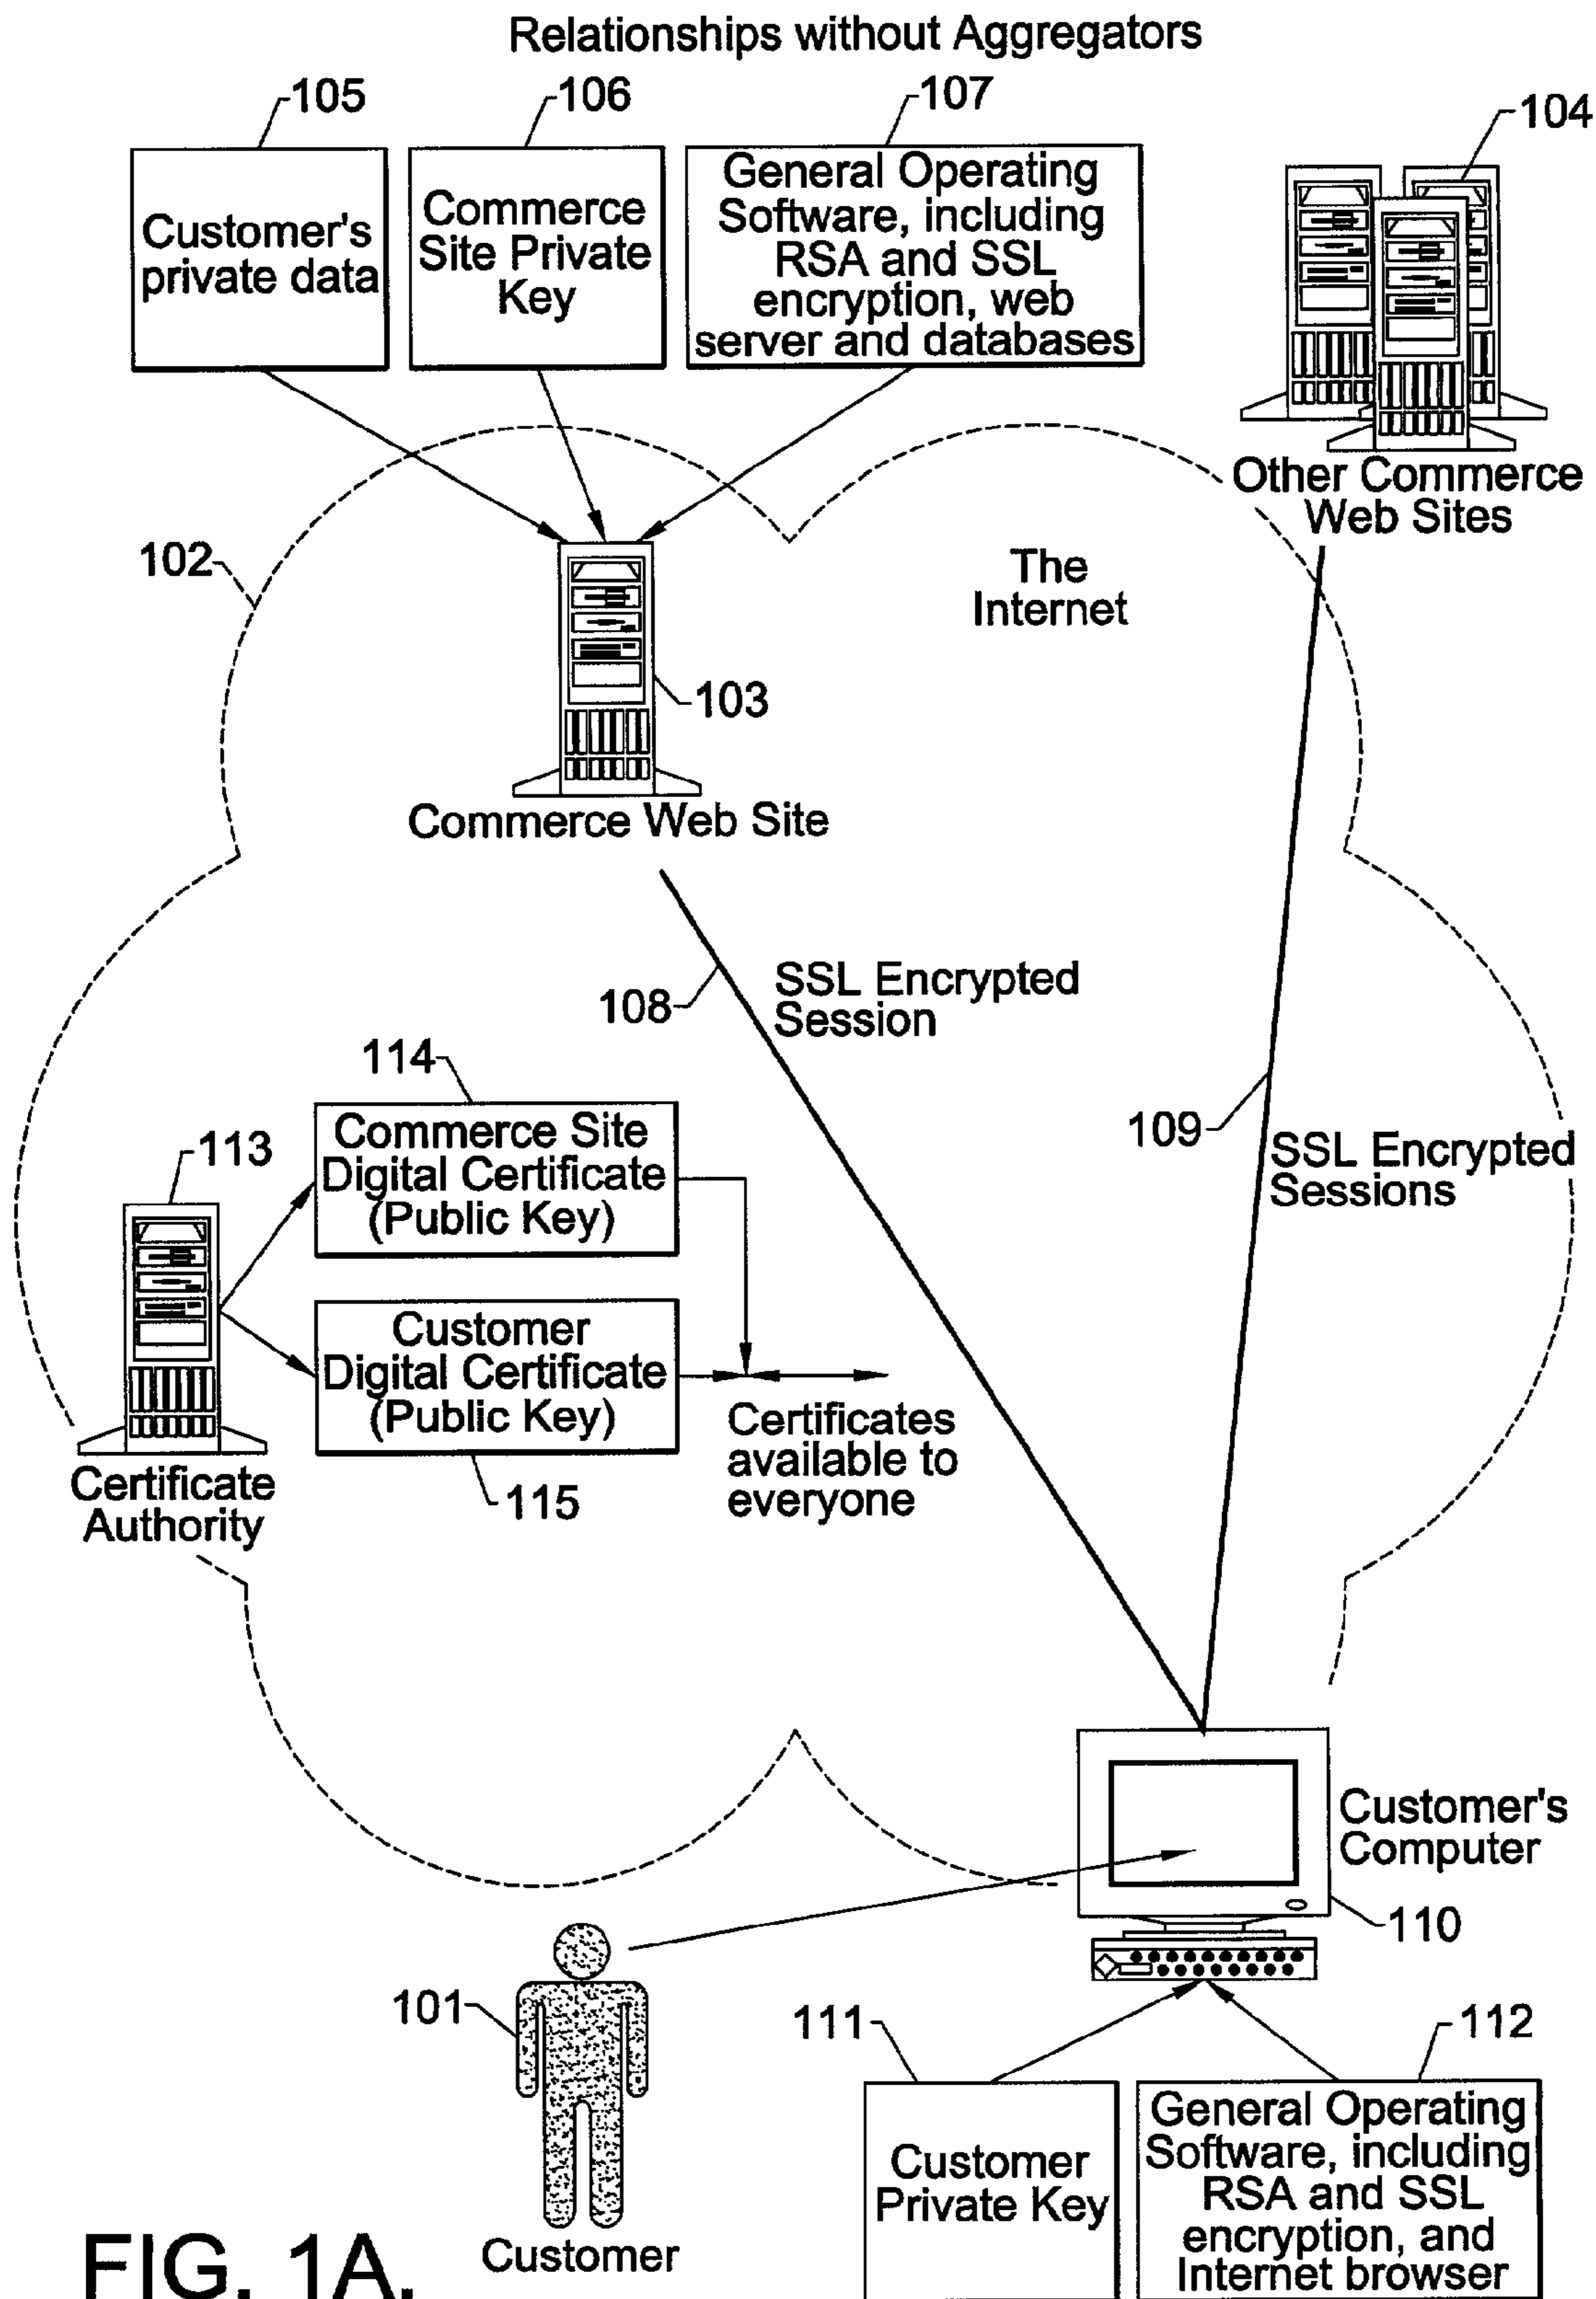 Relationships without Aggregators
105
106
107
104
Customer's
private data
Commerce
Site Private
Key
General Operating
Software, including
RSA and SSL
encryption, web
server and databases
Other Commerce
Web Sites
102
The
Internet
103
Commerce Web Site
108
SSL Encrypted
Session
109
SSL Encrypted
Sessions
114
113
Commerce Site
Digital Certificate
(Public Key)
Customer
Digital Certificate
(Public Key)
Certificate
Authority
115
Certificates
available to
everyone
Customer's
Computer
110
101
111
112
Customer
Private Key
General Operating
Software, including
RSA and SSL
encryption, and
Internet browser
Customer
FIG. 1A.